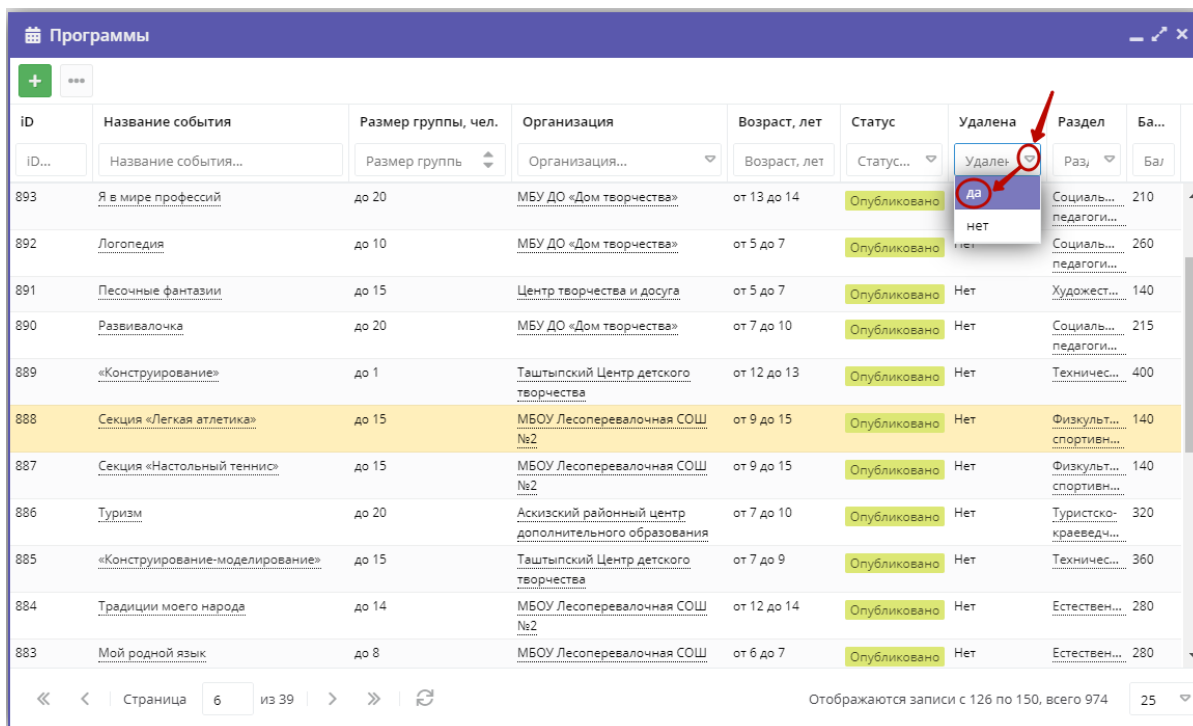 Программы
+ •••
iD Название события Размер группы, чел. Организация Возраст, лет Статус Удалена Раздел Ба...
iD... Название события... Размер группь Организация... Возраст, лет Статус... Удален Раз, Бал
да
нет
893 Я в мире профессий до 20 МБУ ДО «Дом творчества» от 13 до 14 Опубликовано Социаль... 210
педагоги...
892 Логопедия до 10 МБУ ДО «Дом творчества» от 5 до 7 Опубликовано Нет Социаль... 260
педагоги...
891 Песочные фантазии до 15 Центр творчества и досуга от 5 до 7 Опубликовано Нет Художест... 140
890 Развивалочка до 20 МБУ ДО «Дом творчества» от 7 до 10 Опубликовано Нет Социаль... 215
педагоги...
889 «Конструирование» до 1 Таштыпский Центр детского от 12 до 13 Опубликовано Нет Техничес... 400
творчества
888 Секция «Легкая атлетика» до 15 МБОУ Лесоперевалочная СОШ от 9 до 15 Опубликовано Нет Физкульт... 140
№2 спортивн...
887 Секция «Настольный теннис» до 15 МБОУ Лесоперевалочная СОШ от 9 до 15 Опубликовано Нет Физкульт... 140
№2 спортивн...
886 Туризм до 20 Аскизский районный центр от 7 до 10 Опубликовано Нет Туристско- 320
дополнительного образования краеведч...
885 «Конструирование-моделирование» до 15 Таштыпский Центр детского от 7 до 9 Опубликовано Нет Техничес... 360
творчества
884 Традиции моего народа до 14 МБОУ Лесоперевалочная СОШ от 12 до 14 Опубликовано Нет Естествен... 280
№2
883 Мой родной язык до 8 МБОУ Лесоперевалочная СОШ от 6 до 7 Опубликовано Нет Естествен... 280
Страница 6 из 39 Отображаются записи с 126 по 150, всего 974 25